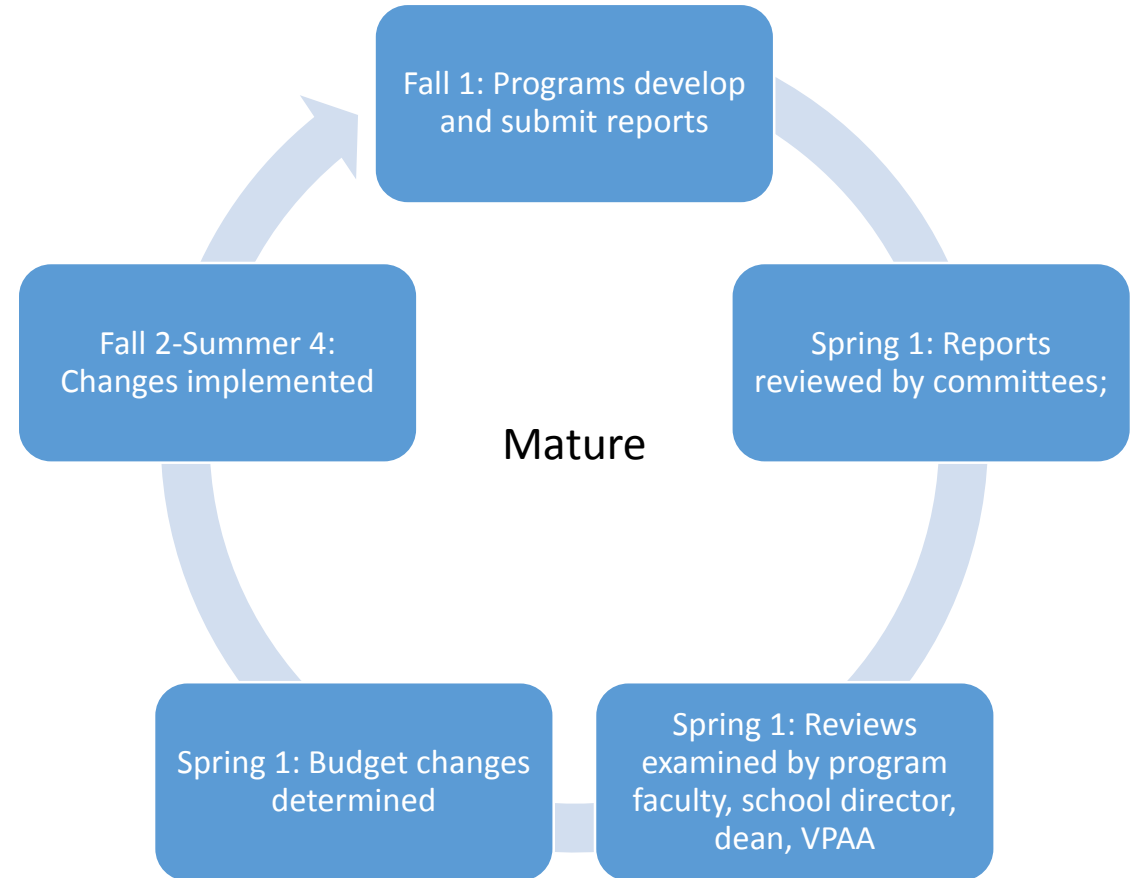 Fall 1: Programs develop
and submit reports
Spring 1: Reports
reviewed by committees;
Spring 1: Reviews
examined by program
faculty, school director,
dean, VPAA
Spring 1: Budget changes
determined
Fall 2-Summer 4:
Changes implemented
Mature